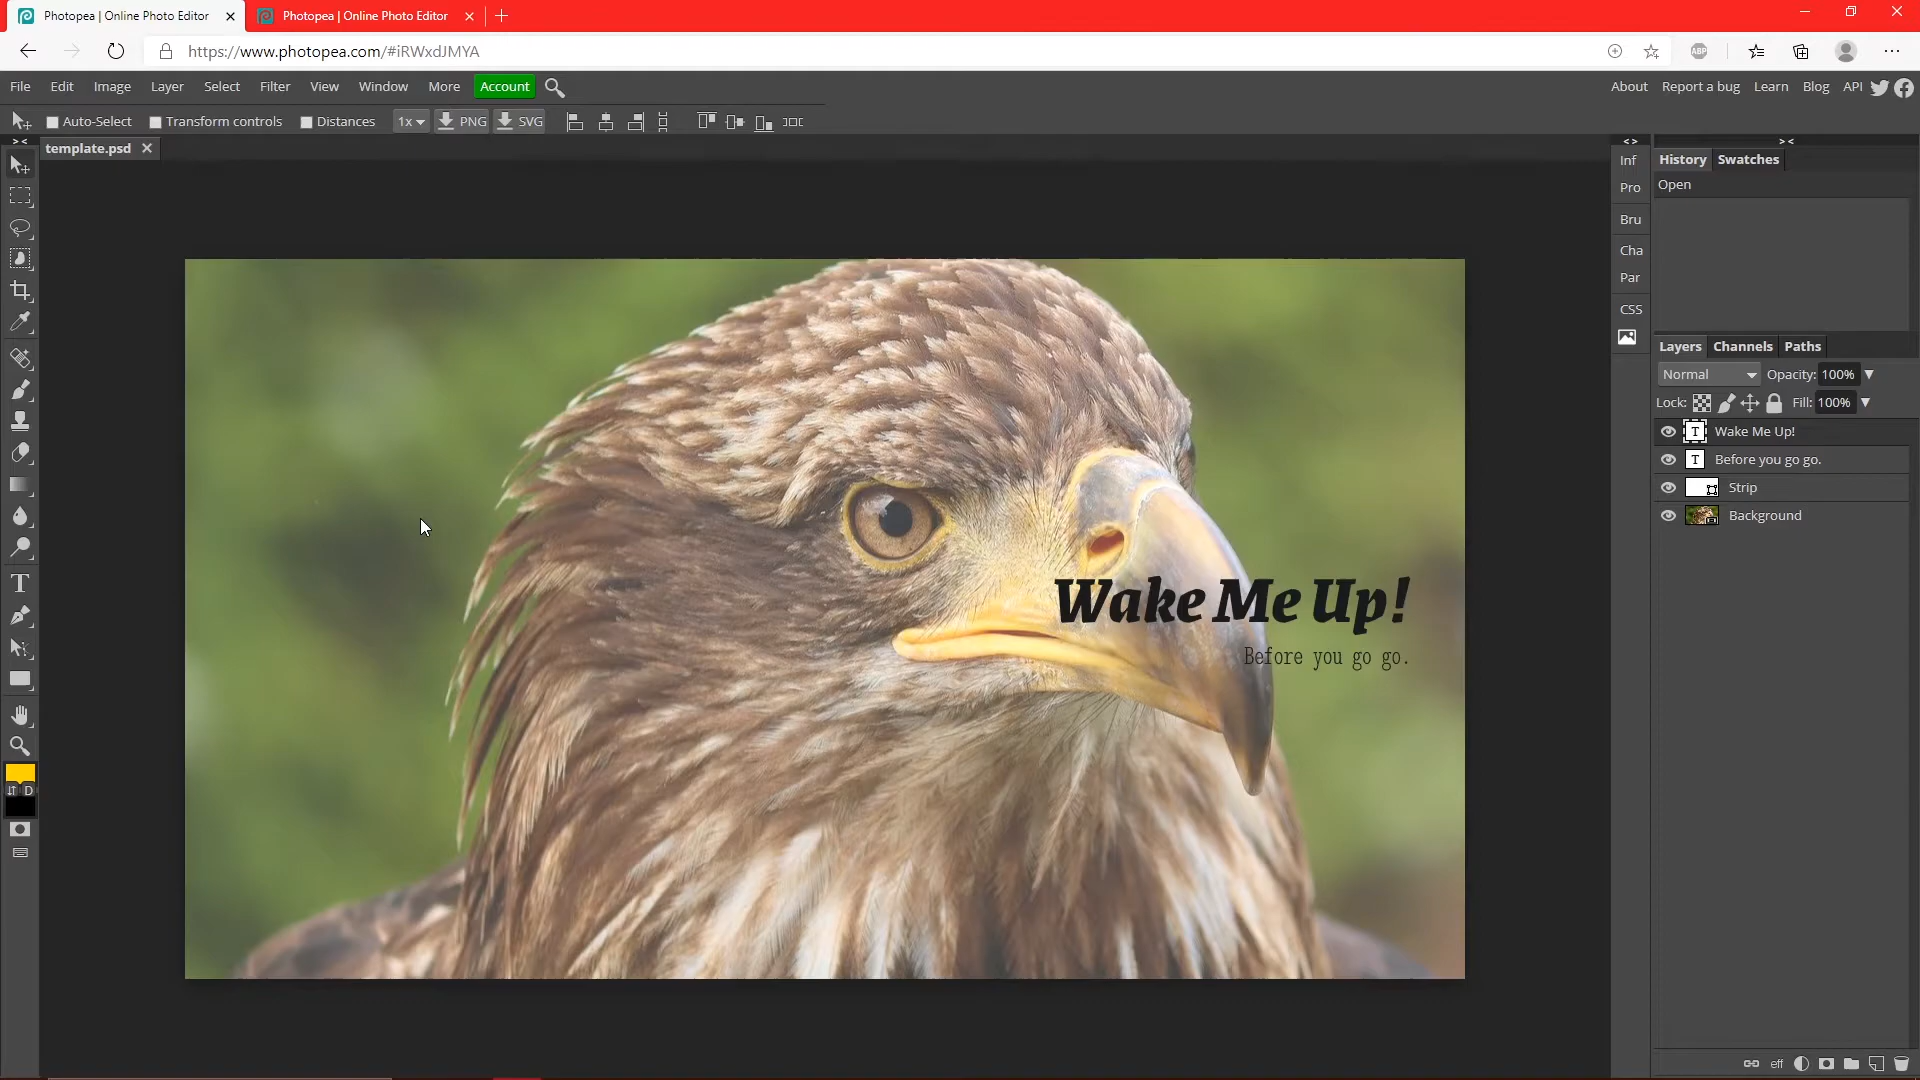 Photopea | Online Photo Editor
Photopea | Online Photo Editor
https://www.photopea.com/#iRWxdJMYA
ABP
File Edit Image Layer Select Filter View Window More Account
About Report a bug Learn Blog API
Auto-Select Transform controls Distances 1x PNG SVG
template.psd
Inf
Pro
Bru
Cha
Par
CSS
History Swatches
Open
Layers Channels Paths
Normal Opacity: 100%
Lock: Fill: 100%
T Wake Me Up!
T Before you go go.
Strip
Background
T
D
Wake Me Up!
Before you go go.
eff